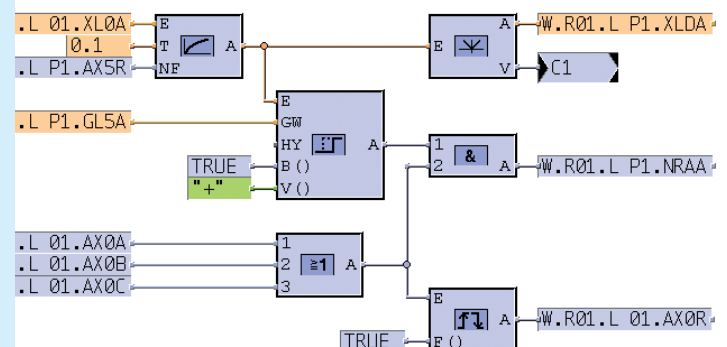 .L 01.XL0A E A A W.R01.L P1.XLDA
0.1 T A E
.L P1.AX5R NF V C1
E
.L P1.GL5A GW
HY A 1 &
TRUE B() 2 A W.R01.L P1.NRAA
"+" V()
.L 01.AX0A 1
.L 01.AX0B 2 ≥1 A
.L 01.AX0C 3
E
A W.R01.L 01.AX0R
TRUE F()